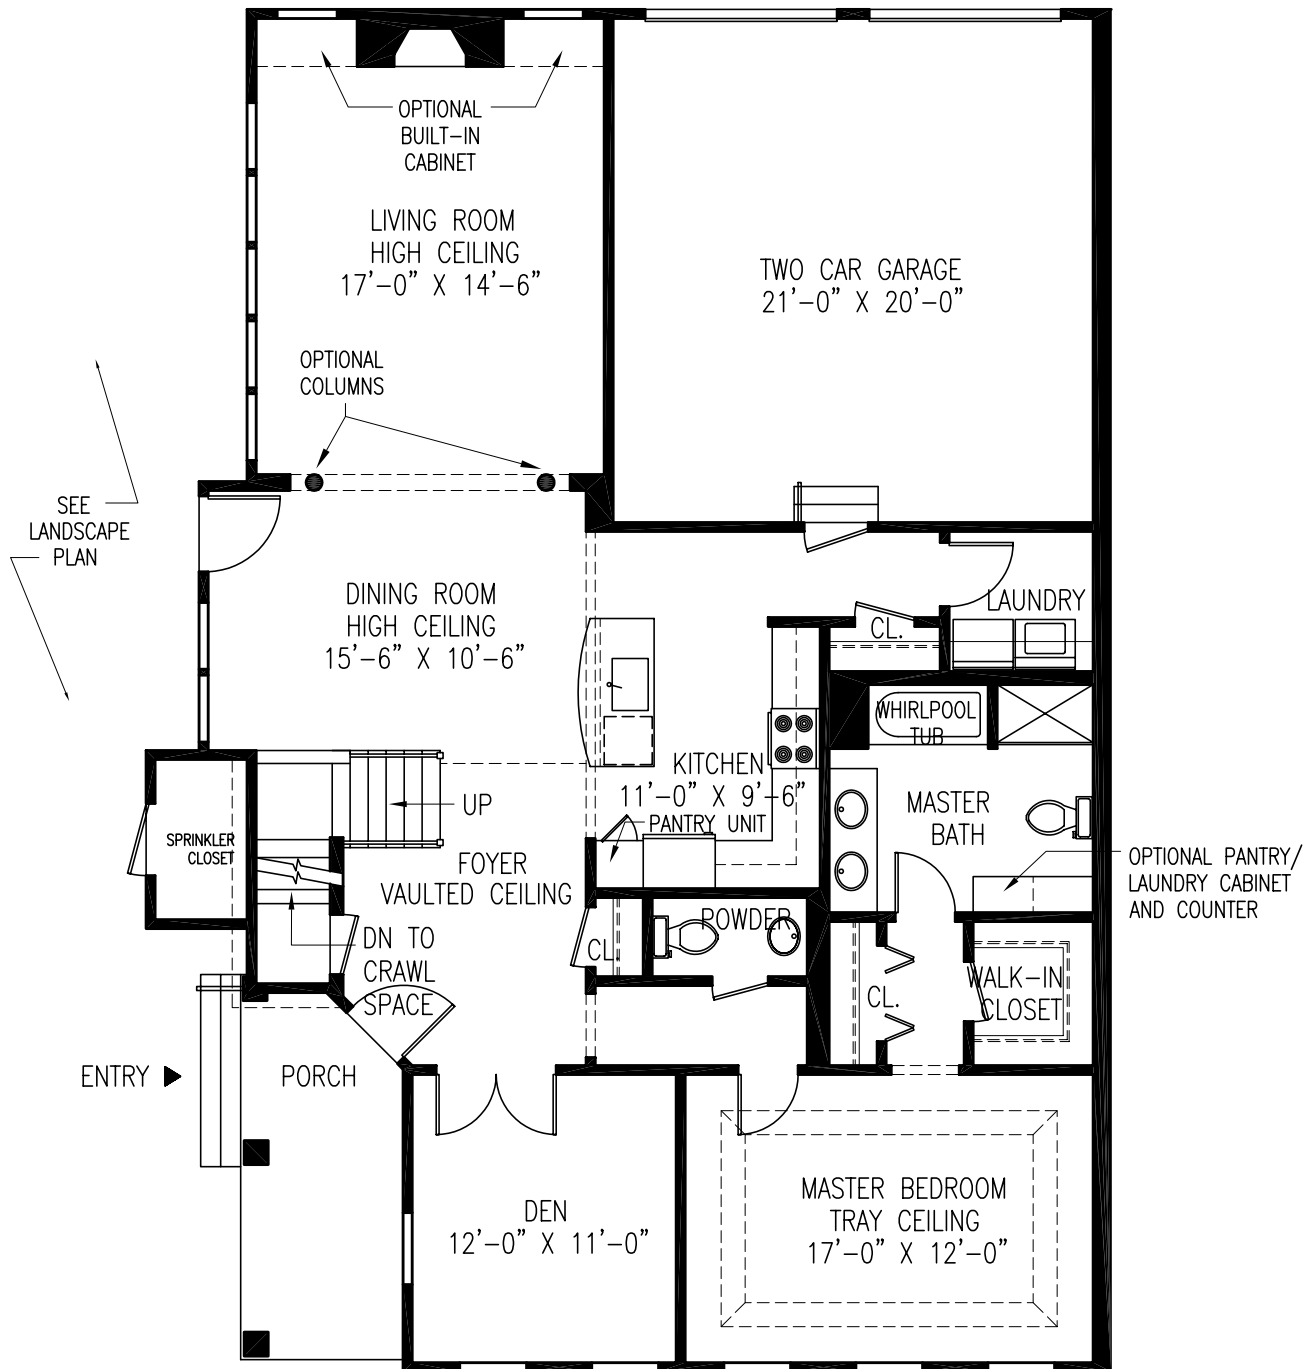 OPTIONAL
BUILT-IN
CABINET
LIVING ROOM
HIGH CEILING
17'-0" X 14'-6"
TWO CAR GARAGE
21'-0" X 20'-0"
OPTIONAL
COLUMNS
SEE
LANDSCAPE
PLAN
DINING ROOM
HIGH CEILING
15'-6" X 10'-6"
LAUNDRY
CL.
WHIRLPOOL
TUB
KITCHEN
11'-0" X 9'-6"
PANTRY UNIT
UP
MASTER
BATH
SPRINKLER
CLOSET
FOYER
VAULTED CEILING
OPTIONAL PANTRY/
LAUNDRY CABINET
AND COUNTER
POWDER
DN TO
CRAWL
SPACE
CL.
CL.
WALK-IN
CLOSET
ENTRY
PORCH
DEN
12'-0" X 11'-0"
MASTER BEDROOM
TRAY CEILING
17'-0" X 12'-0"